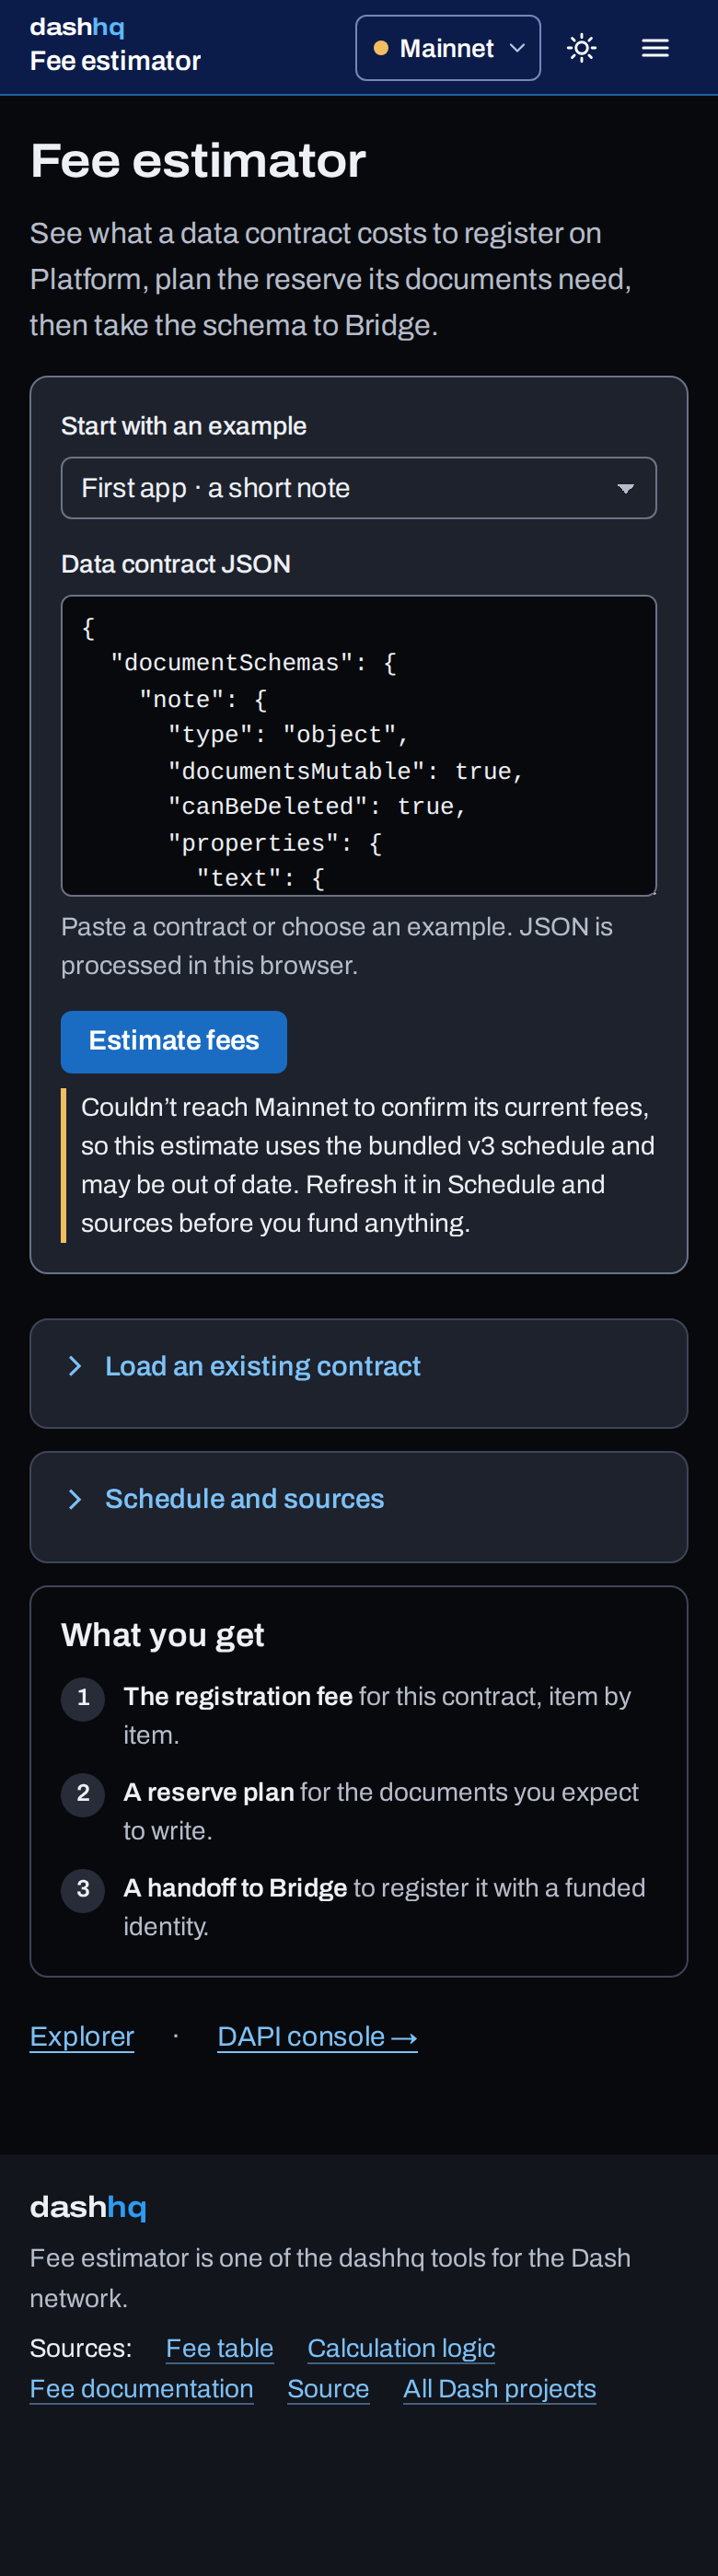 dashhq
Fee estimator
Mainnet
Fee estimator
See what a data contract costs to register on
Platform, plan the reserve its documents need,
then take the schema to Bridge.
Start with an example
First app · a short note
Data contract JSON
{
  "documentSchemas": {
    "note": {
      "type": "object",
      "documentsMutable": true,
      "canBeDeleted": true,
      "properties": {
        "text": {
Paste a contract or choose an example. JSON is
processed in this browser.
Estimate fees
Couldn’t reach Mainnet to confirm its current fees,
so this estimate uses the bundled v3 schedule and
may be out of date. Refresh it in Schedule and
sources before you fund anything.
Load an existing contract
Schedule and sources
What you get
1 The registration fee for this contract, item by
item.
2 A reserve plan for the documents you expect
to write.
3 A handoff to Bridge to register it with a funded
identity.
Explorer · DAPI console →
dashhq
Fee estimator is one of the dashhq tools for the Dash
network.
Sources: Fee table Calculation logic
Fee documentation Source All Dash projects